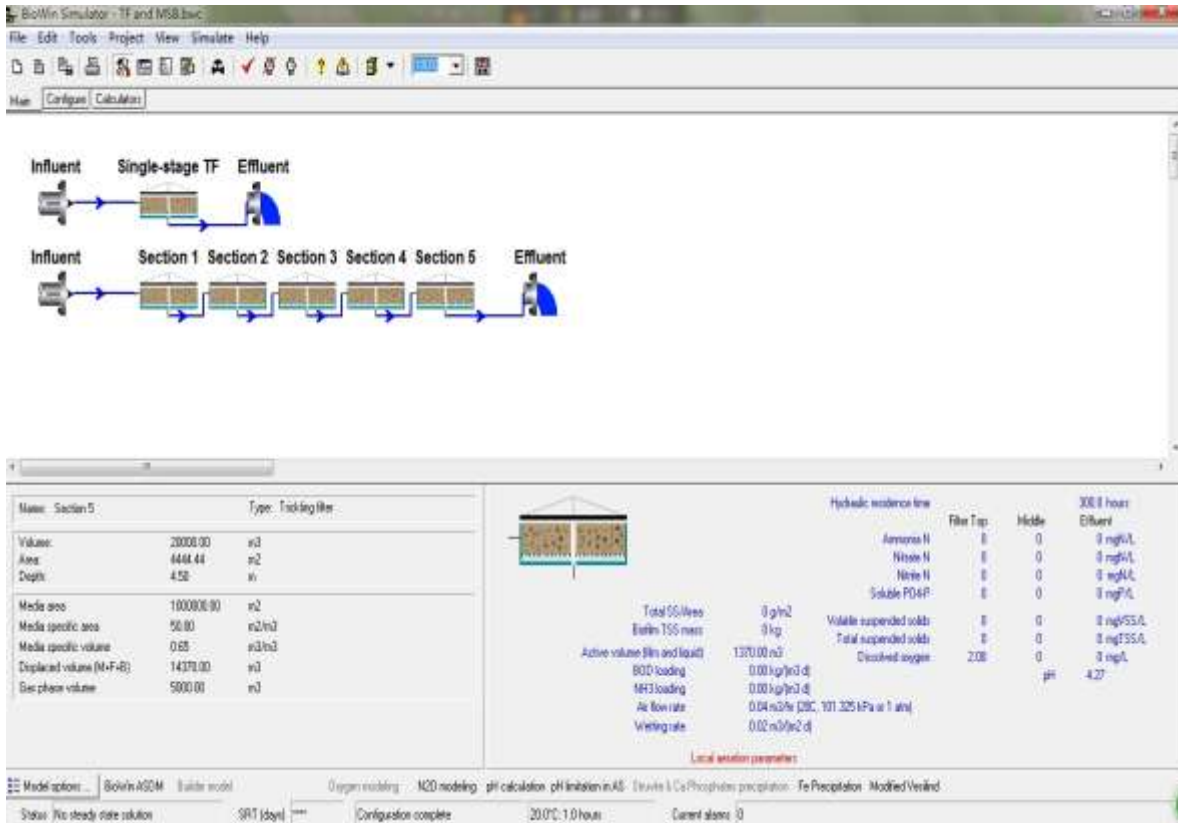 BioWin Simulator - TF and MSB.bwc
File Edit Tools Project View Simulate Help
Main Configure Calculators
Influent Single-stage TF Effluent
Influent Section 1 Section 2 Section 3 Section 4 Section 5 Effluent
Name: Section 5 Type: Trickling filter
Volume: 20000.00 m3
Area: 4444.44 m2
Depth: 4.50 m
Media area 1000000.00 m2
Media specific area 50.00 m2/m3
Media specific volume 0.65 m3/m3
Displaced volume (M+F+B) 14370.00 m3
Gas phase volume 5000.00 m3
Total SS/Area 0 g/m2
Biofilm TSS mass 0 kg
Active volume (film and liquid) 1370.00 m3
BOD loading 0.00 kg/(m3 d)
NH3 loading 0.00 kg/(m3 d)
Air flow rate 0.04 m3/hr (20C, 101.325 kPa or 1 atm)
Wetting rate 0.02 m3/(m2 d)
Hydraulic residence time 300.0 hours
Filter Top Middle Effluent
Ammonia N 0 0 0 mgN/L
Nitrate N 0 0 0 mgN/L
Nitrite N 0 0 0 mgN/L
Soluble PO4-P 0 0 0 mgP/L
Volatile suspended solids 0 0 0 mgVSS/L
Total suspended solids 0 0 0 mgTSS/L
Dissolved oxygen 2.00 0 0 mg/L
pH 4.27
Local aeration parameters
Model options ... BioWin ASDM Builder model Oxygen modeling N2O modeling pH calculation pH limitation in AS Struvite & Ca Phosphates precipitation Fe Precipitation Modified Vesilind
Status No steady state solution SRT (days) **** Configuration complete 20.0°C: 1.0 hours Current alarms: 0